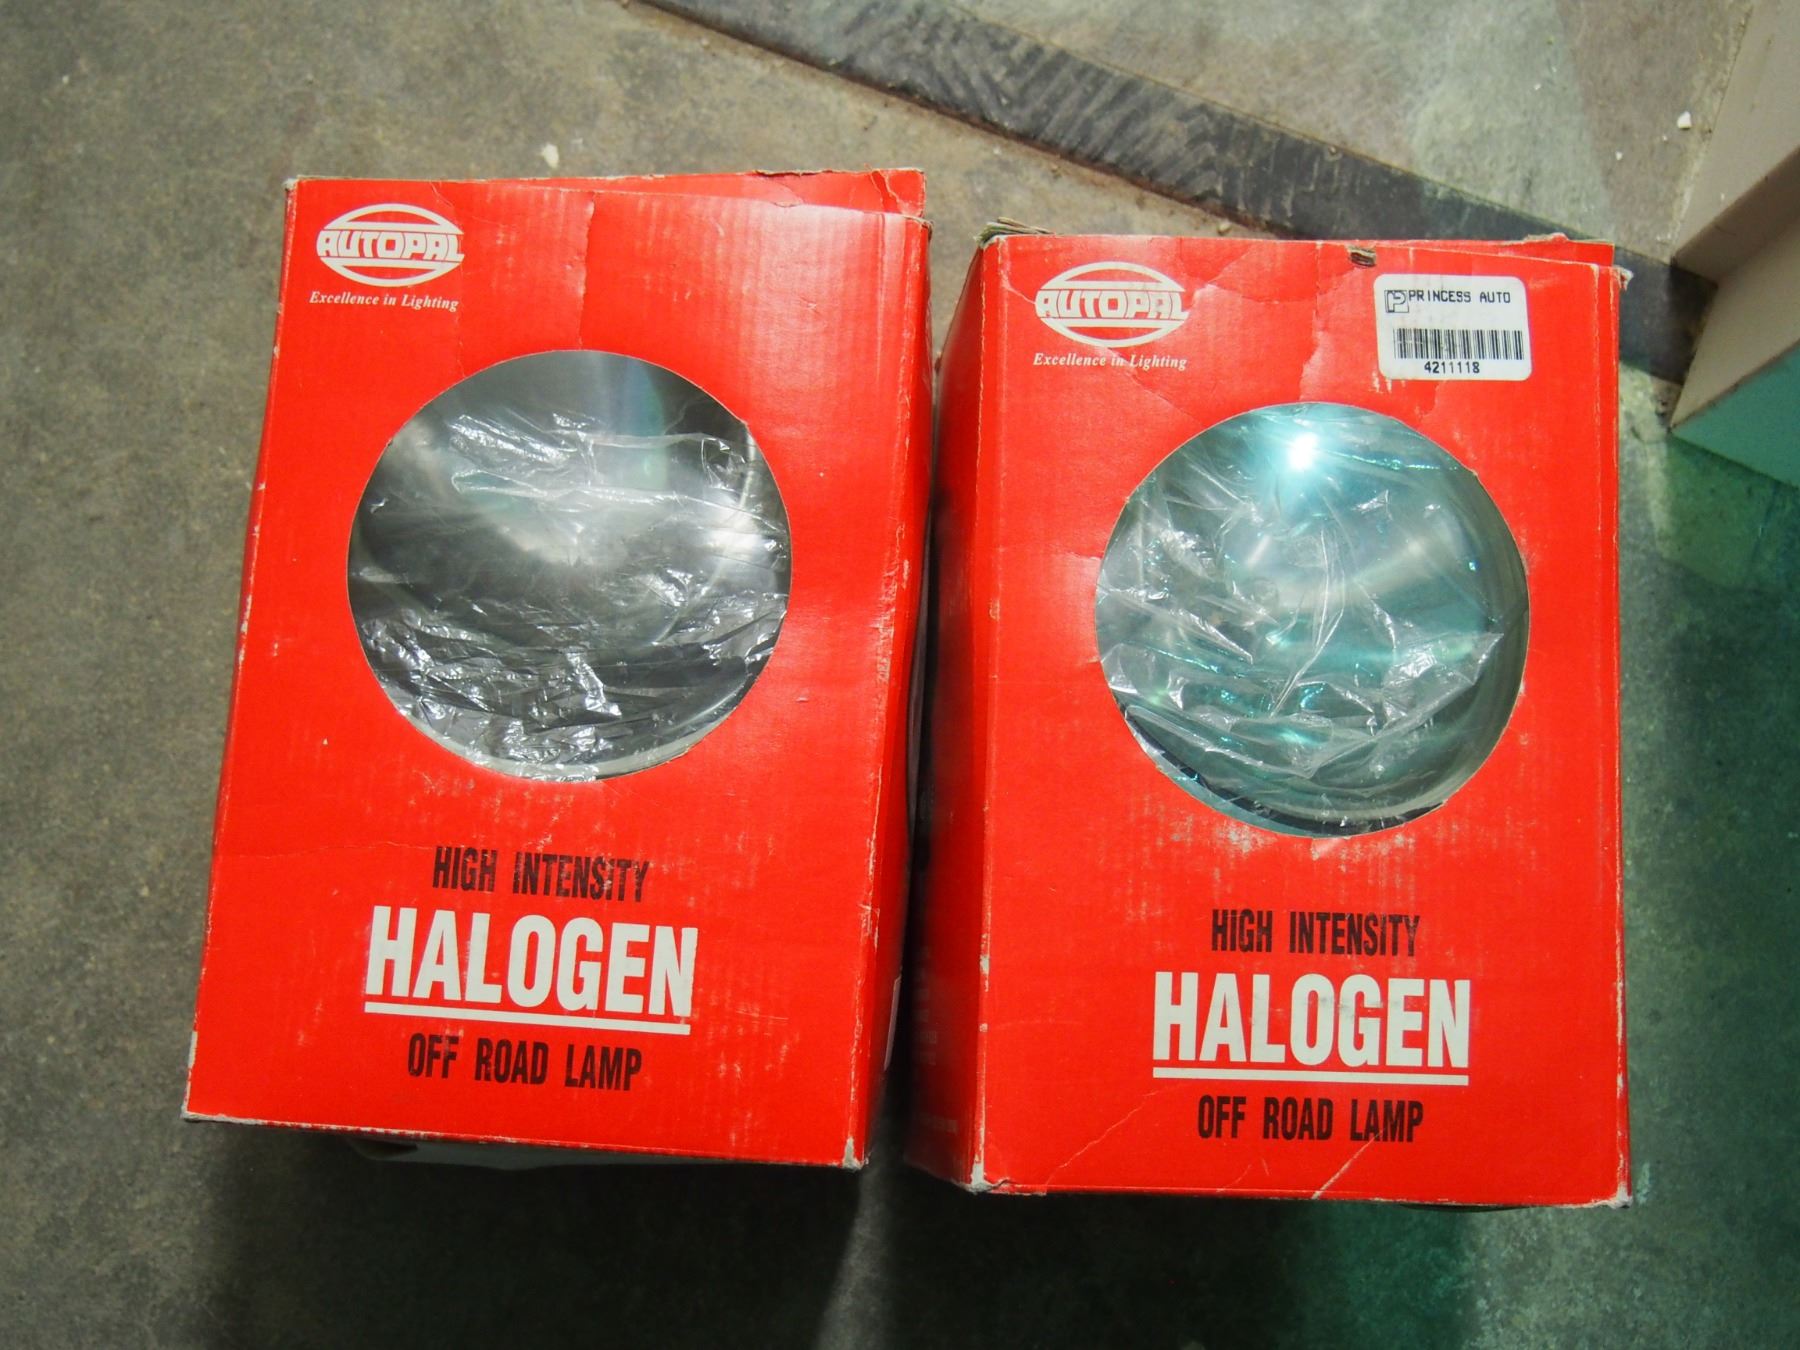 AUTOPAL
Excellence in Lighting
HIGH INTENSITY
HALOGEN
OFF ROAD LAMP
AUTOPAL
Excellence in Lighting
PRINCESS AUTO
4211118
HIGH INTENSITY
HALOGEN
OFF ROAD LAMP